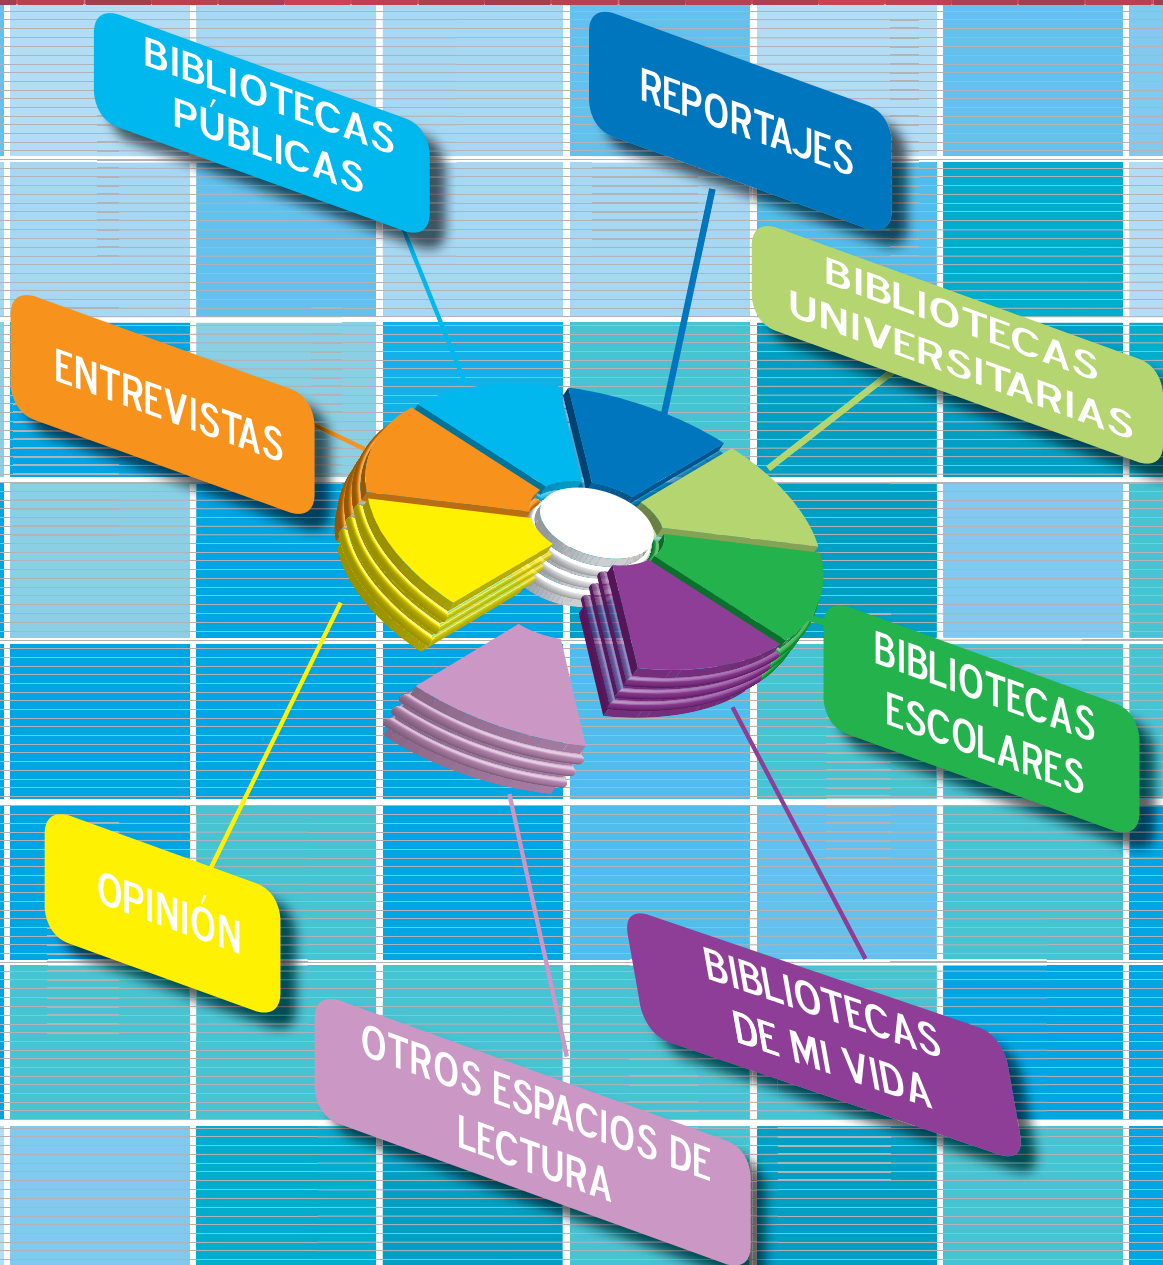 BIBLIOTECAS
PÚBLICAS
REPORTAJES
BIBLIOTECAS
UNIVERSITARIAS
ENTREVISTAS
BIBLIOTECAS
ESCOLARES
OPINIÓN
BIBLIOTECAS
DE MI VIDA
OTROS ESPACIOS DE
LECTURA